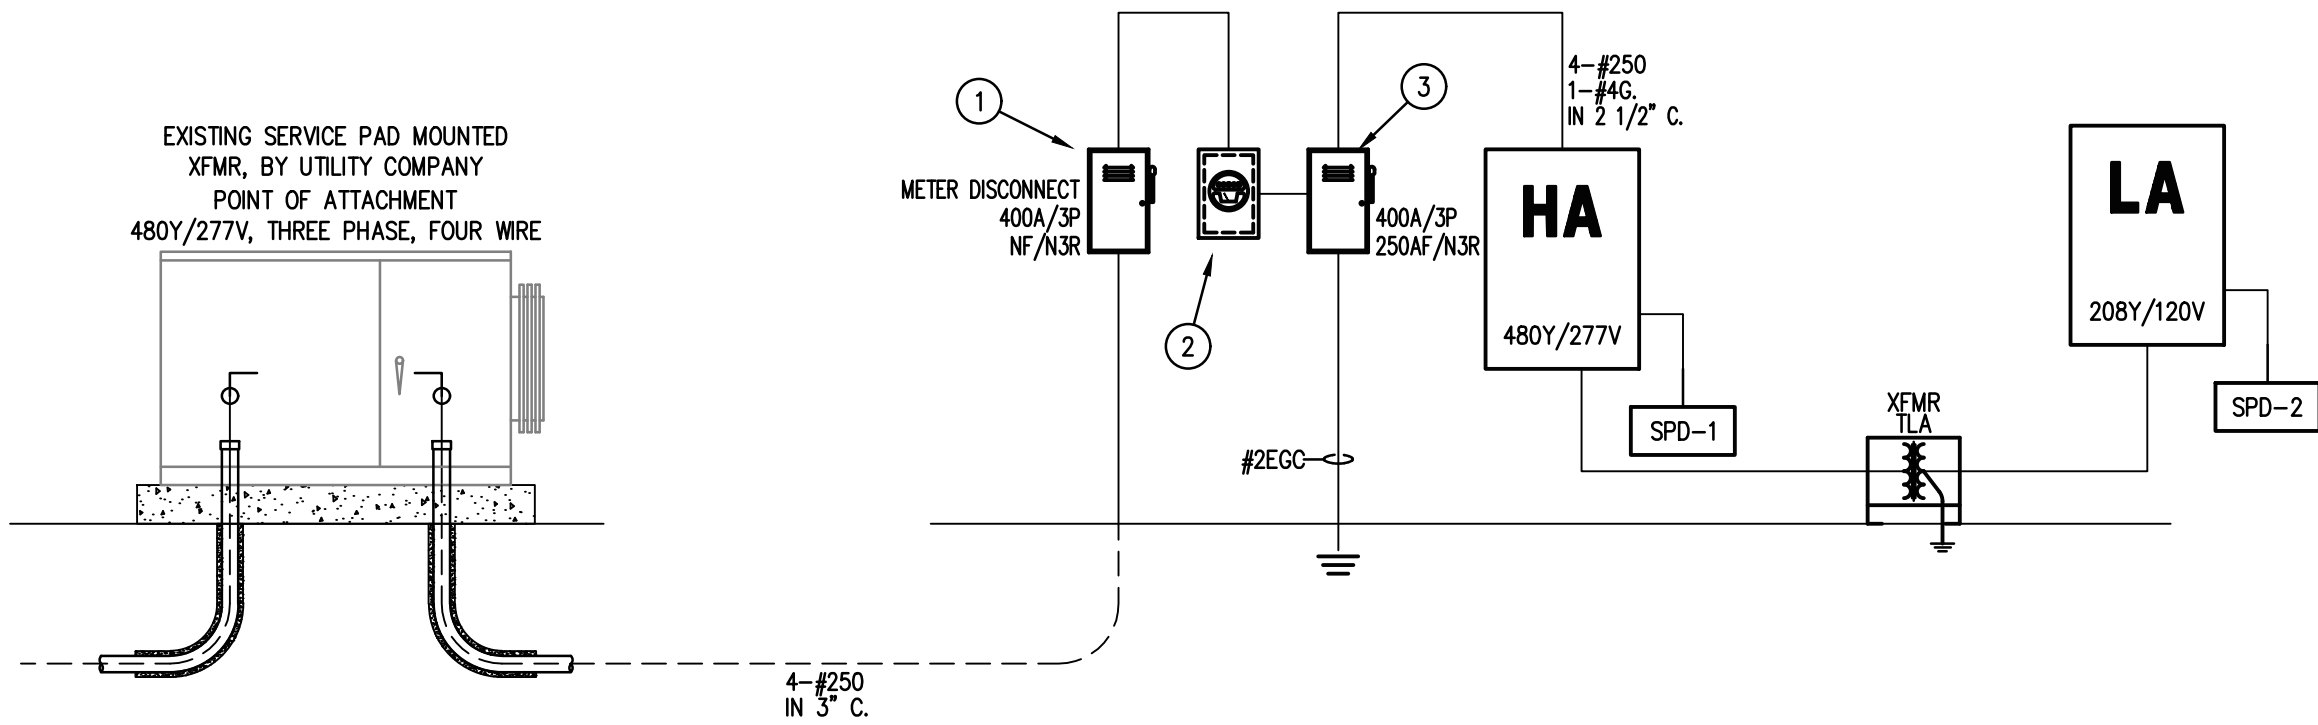 EXISTING SERVICE PAD MOUNTED
XFMR, BY UTILITY COMPANY
POINT OF ATTACHMENT
480Y/277V, THREE PHASE, FOUR WIRE
4-#250
IN 3" C.
1
METER DISCONNECT
400A/3P
NF/N3R
2
3
400A/3P
250AF/N3R
#2EGC
4-#250
1-#4G.
IN 2 1/2" C.
HA
480Y/277V
SPD-1
XFMR
TLA
LA
208Y/120V
SPD-2